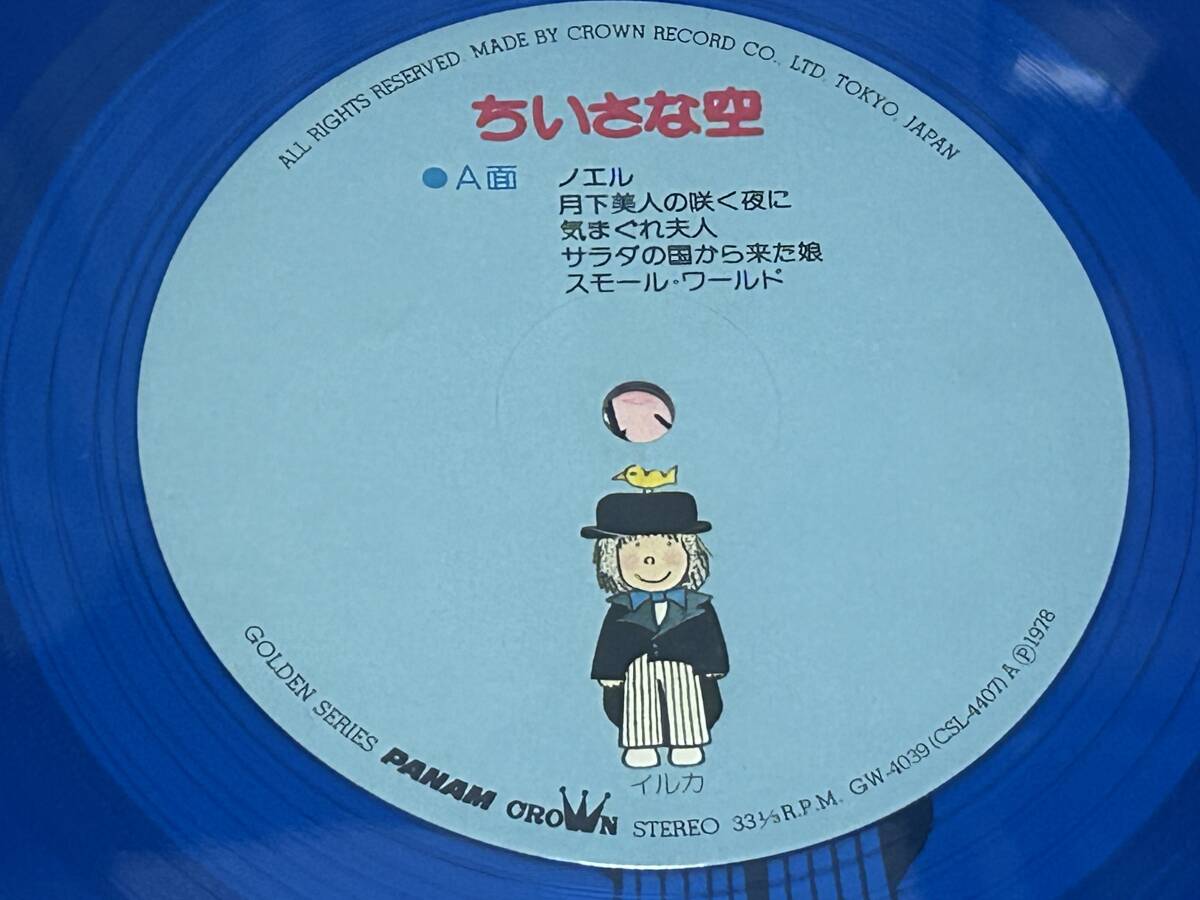 ALL RIGHTS RESERVED. MADE BY CROWN RECORD CO., LTD. TOKYO, JAPAN
ちいさな空
●A面
ノエル
月下美人の咲く夜に
気まぐれ夫人
サラダの国から来た娘
スモール・ワールド
イルカ
GOLDEN SERIES PANAM CROWN STEREO 33⅓ R.P.M. GW-4039 (CSL-4407) A Ⓟ1978